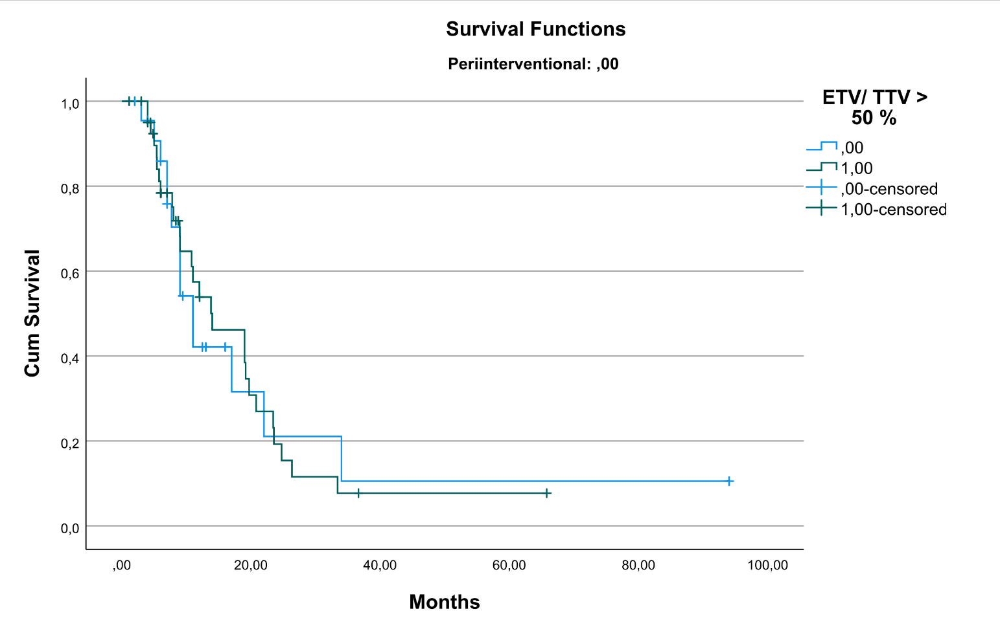 Survival Functions
Periinterventional: ,00
ETV/ TTV >
50 %
,00
1,00
,00-censored
1,00-censored
Cum Survival
1,0
0,8
0,6
0,4
0,2
0,0
,00 20,00 40,00 60,00 80,00 100,00
Months